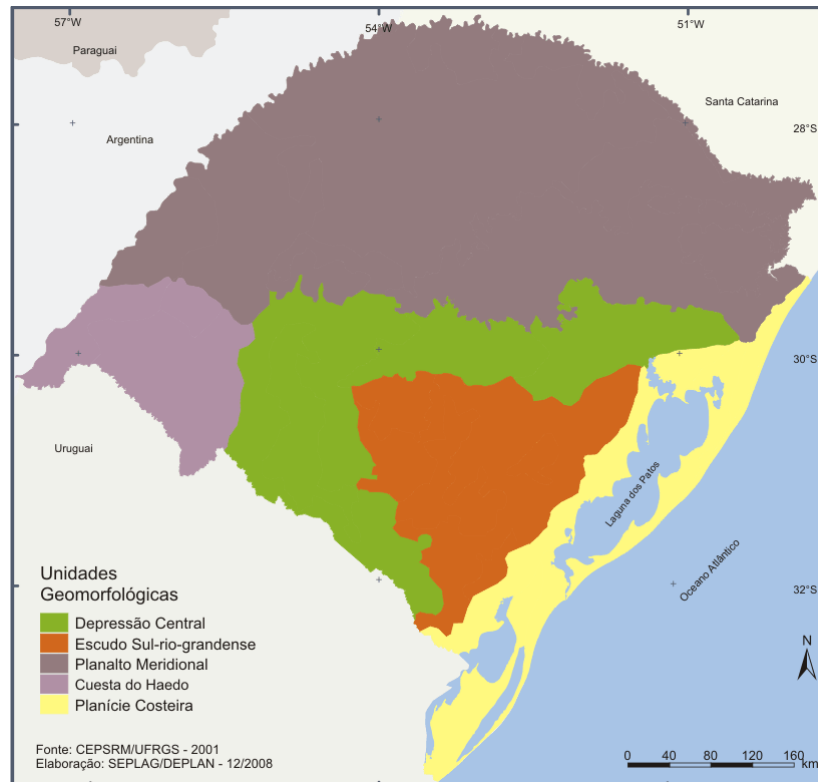 57°W
54°W
51°W
Paraguai
Santa Catarina
28°S
Argentina
30°S
Uruguai
Laguna dos Patos
Oceano Atlântico
32°S
Unidades
Geomorfológicas
Depressão Central
Escudo Sul-rio-grandense
Planalto Meridional
Cuesta do Haedo
Planície Costeira
N
Fonte: CEPSRM/UFRGS - 2001
Elaboração: SEPLAG/DEPLAN - 12/2008
0 40 80 120 160 km